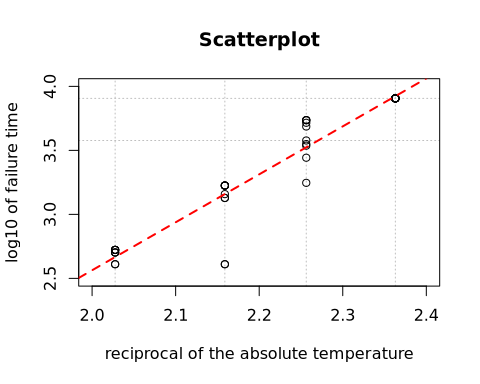 Scatterplot
log10 of failure time
4.0
3.5
3.0
2.5
2.0 2.1 2.2 2.3 2.4
reciprocal of the absolute temperature